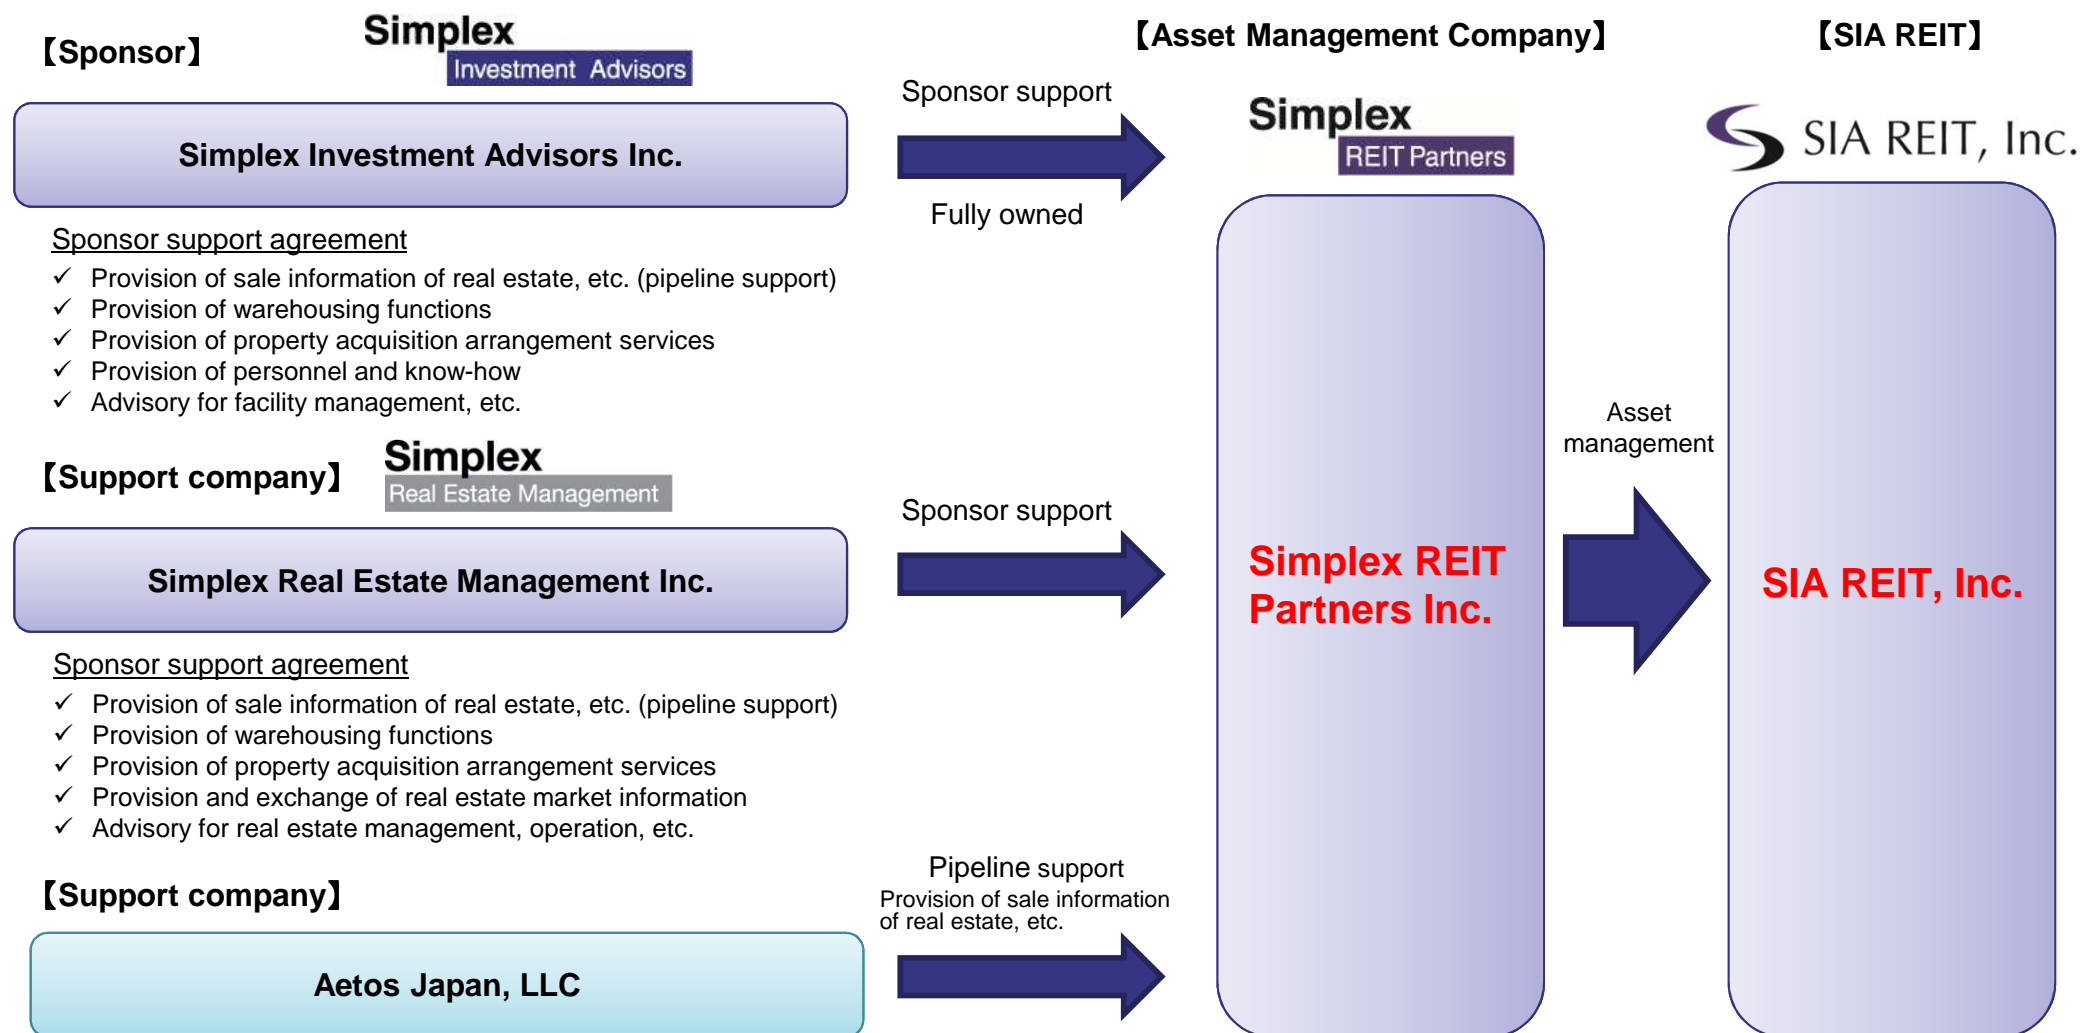 【Sponsor】
Simplex
Investment Advisors
Simplex Investment Advisors Inc.
Sponsor support agreement
✓ Provision of sale information of real estate, etc. (pipeline support)
✓ Provision of warehousing functions
✓ Provision of property acquisition arrangement services
✓ Provision of personnel and know-how
✓ Advisory for facility management, etc.
【Support company】
Simplex
Real Estate Management
Simplex Real Estate Management Inc.
Sponsor support agreement
✓ Provision of sale information of real estate, etc. (pipeline support)
✓ Provision of warehousing functions
✓ Provision of property acquisition arrangement services
✓ Provision and exchange of real estate market information
✓ Advisory for real estate management, operation, etc.
【Support company】
Aetos Japan, LLC
Sponsor support
Fully owned
Sponsor support
Pipeline support
Provision of sale information
of real estate, etc.
【Asset Management Company】
Simplex
REIT Partners
Simplex REIT
Partners Inc.
Asset
management
【SIA REIT】
SIA REIT, Inc.
SIA REIT, Inc.